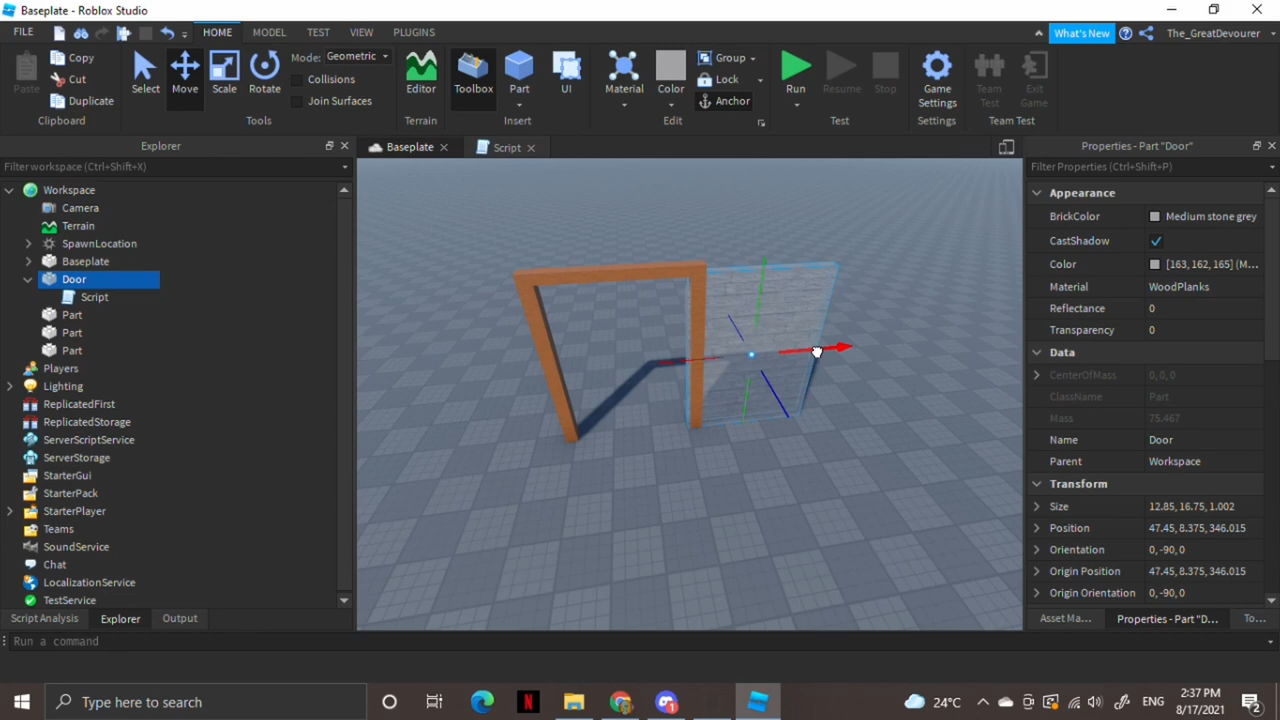 Baseplate - Roblox Studio
FILE HOME MODEL TEST VIEW PLUGINS What's New The_GreatDevourer
Copy Mode: Geometric Group
Cut Collisions Lock
Paste Duplicate Select Move Scale Rotate Join Surfaces Editor Toolbox Part UI Material Color Anchor Run Resume Stop Game Settings Team Test Exit Game
Clipboard Tools Terrain Insert Edit Test Settings Team Test
Explorer
Filter workspace (Ctrl+Shift+X)
Workspace
Camera
Terrain
SpawnLocation
Baseplate
Door
Script
Part
Part
Part
Players
Lighting
ReplicatedFirst
ReplicatedStorage
ServerScriptService
ServerStorage
StarterGui
StarterPack
StarterPlayer
Teams
SoundService
Chat
LocalizationService
TestService
Script Analysis Explorer Output
Baseplate Script
Properties - Part "Door"
Filter Properties (Ctrl+Shift+P)
Appearance
BrickColor Medium stone grey
CastShadow
Color [163, 162, 165] (M...
Material WoodPlanks
Reflectance 0
Transparency 0
Data
CenterOfMass 0, 0, 0
ClassName Part
Mass 75.467
Name Door
Parent Workspace
Transform
Size 12.85, 16.75, 1.002
Position 47.45, 8.375, 346.015
Orientation 0, -90, 0
Origin Position 47.45, 8.375, 346.015
Origin Orientation 0, -90, 0
Asset Ma... Properties - Part "D... To...
Run a command
Type here to search
24°C ENG 2:37 PM
8/17/2021
1
2